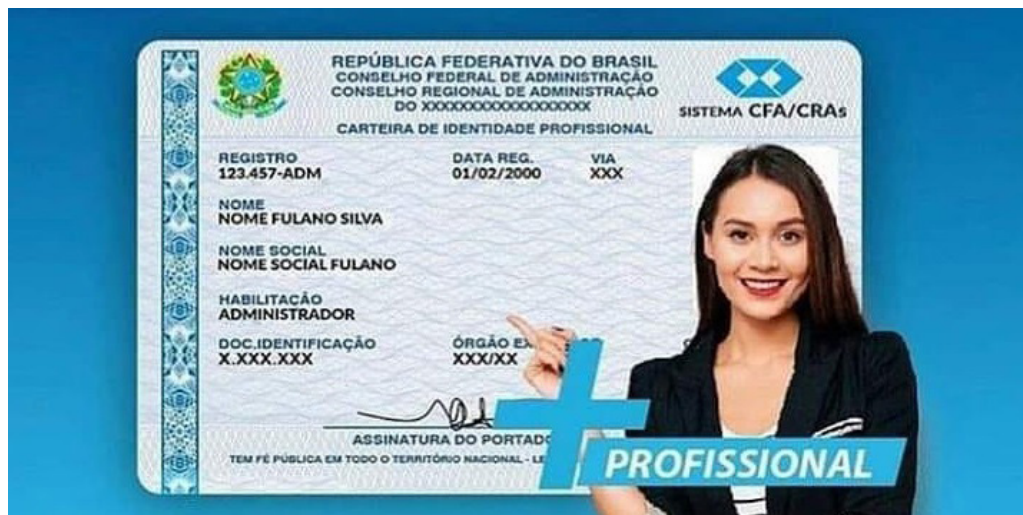 REPÚBLICA FEDERATIVA DO BRASIL
CONSELHO FEDERAL DE ADMINISTRAÇÃO
CONSELHO REGIONAL DE ADMINISTRAÇÃO
DO XXXXXXXXXXXXXXXXXX
CARTEIRA DE IDENTIDADE PROFISSIONAL
SISTEMA CFA/CRAs
REGISTRO DATA REG. VIA
123.457-ADM 01/02/2000 XXX
NOME
NOME FULANO SILVA
NOME SOCIAL
NOME SOCIAL FULANO
HABILITAÇÃO
ADMINISTRADOR
DOC.IDENTIFICAÇÃO ÓRGÃO
X.XXX.XXX XXX/XX
ASSINATURA DO
TEM FÉ PÚBLICA EM TODO O TERRITÓRIO NACIONAL -
PROFISSIONAL